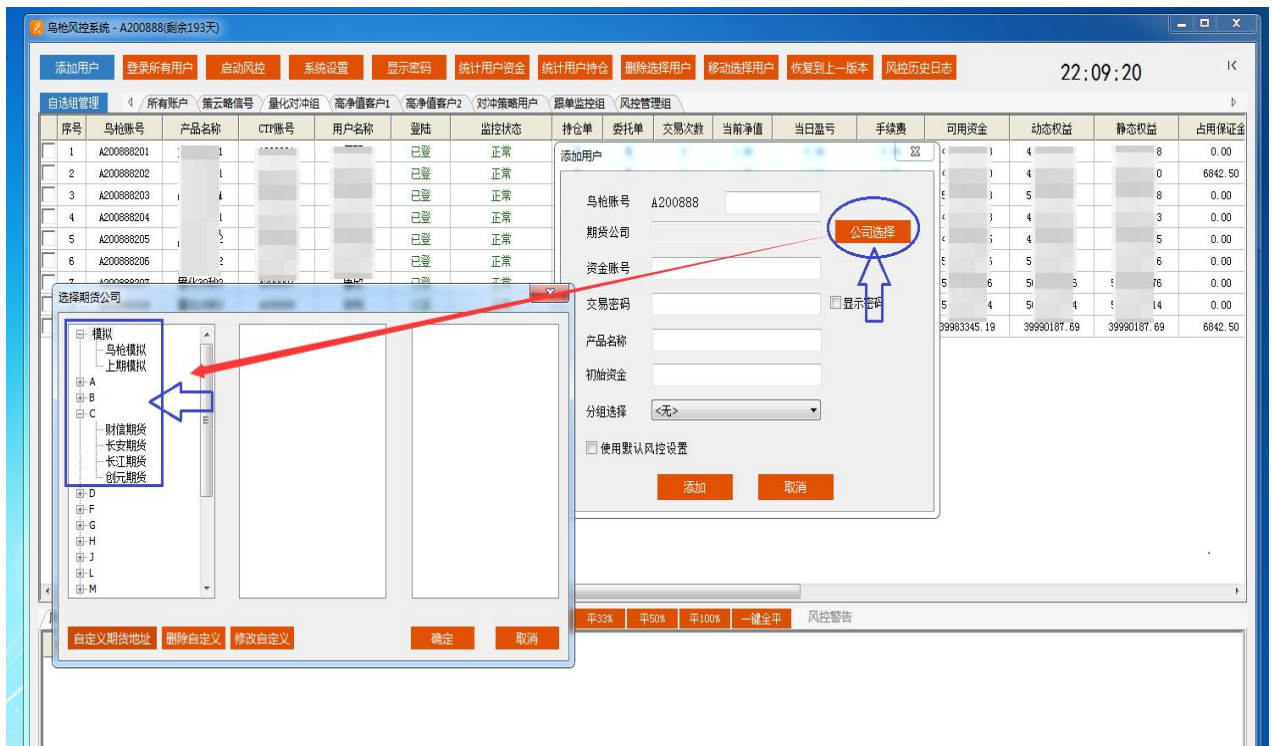 鸟枪风控系统 - A200888(剩余193天)
添加用户 登录所有用户 启动风控 系统设置 显示密码 统计用户资金 统计用户持仓 删除选择用户 移动选择用户 恢复到上一版本 风控历史日志 22:09:20
自选组管理 所有账户 策云略信号 量化对冲组 高净值客户1 高净值客户2 对冲策略用户 跟单监控组 风控管理组
序号 鸟枪账号 产品名称 CTP账号 用户名称 登陆 监控状态 持仓单 委托单 交易次数 当前净值 当日盈亏 手续费 可用资金 动态权益 静态权益 占用保证金
1 A200888201 已登 正常 0.00
2 A200888202 已登 正常 6842.50
3 A200888203 已登 正常 0.00
4 A200888204 已登 正常 0.00
5 A200888205 已登 正常 0.00
6 A200888206 已登 正常 0.00
0.00
0.00
39983345.19 39990187.69 39990187.69 6842.50
添加用户
鸟枪账号 A200888
期货公司 公司选择
资金账号
交易密码 显示密码
产品名称
初始资金
分组选择 <无>
使用默认风控设置
添加 取消
选择期货公司
模拟
鸟枪模拟
上期模拟
A
B
C
财信期货
长安期货
长江期货
创元期货
D
F
G
H
J
L
M
自定义期货地址 删除自定义 修改自定义 确定 取消
平33% 平50% 平100% 一键全平 风控警告